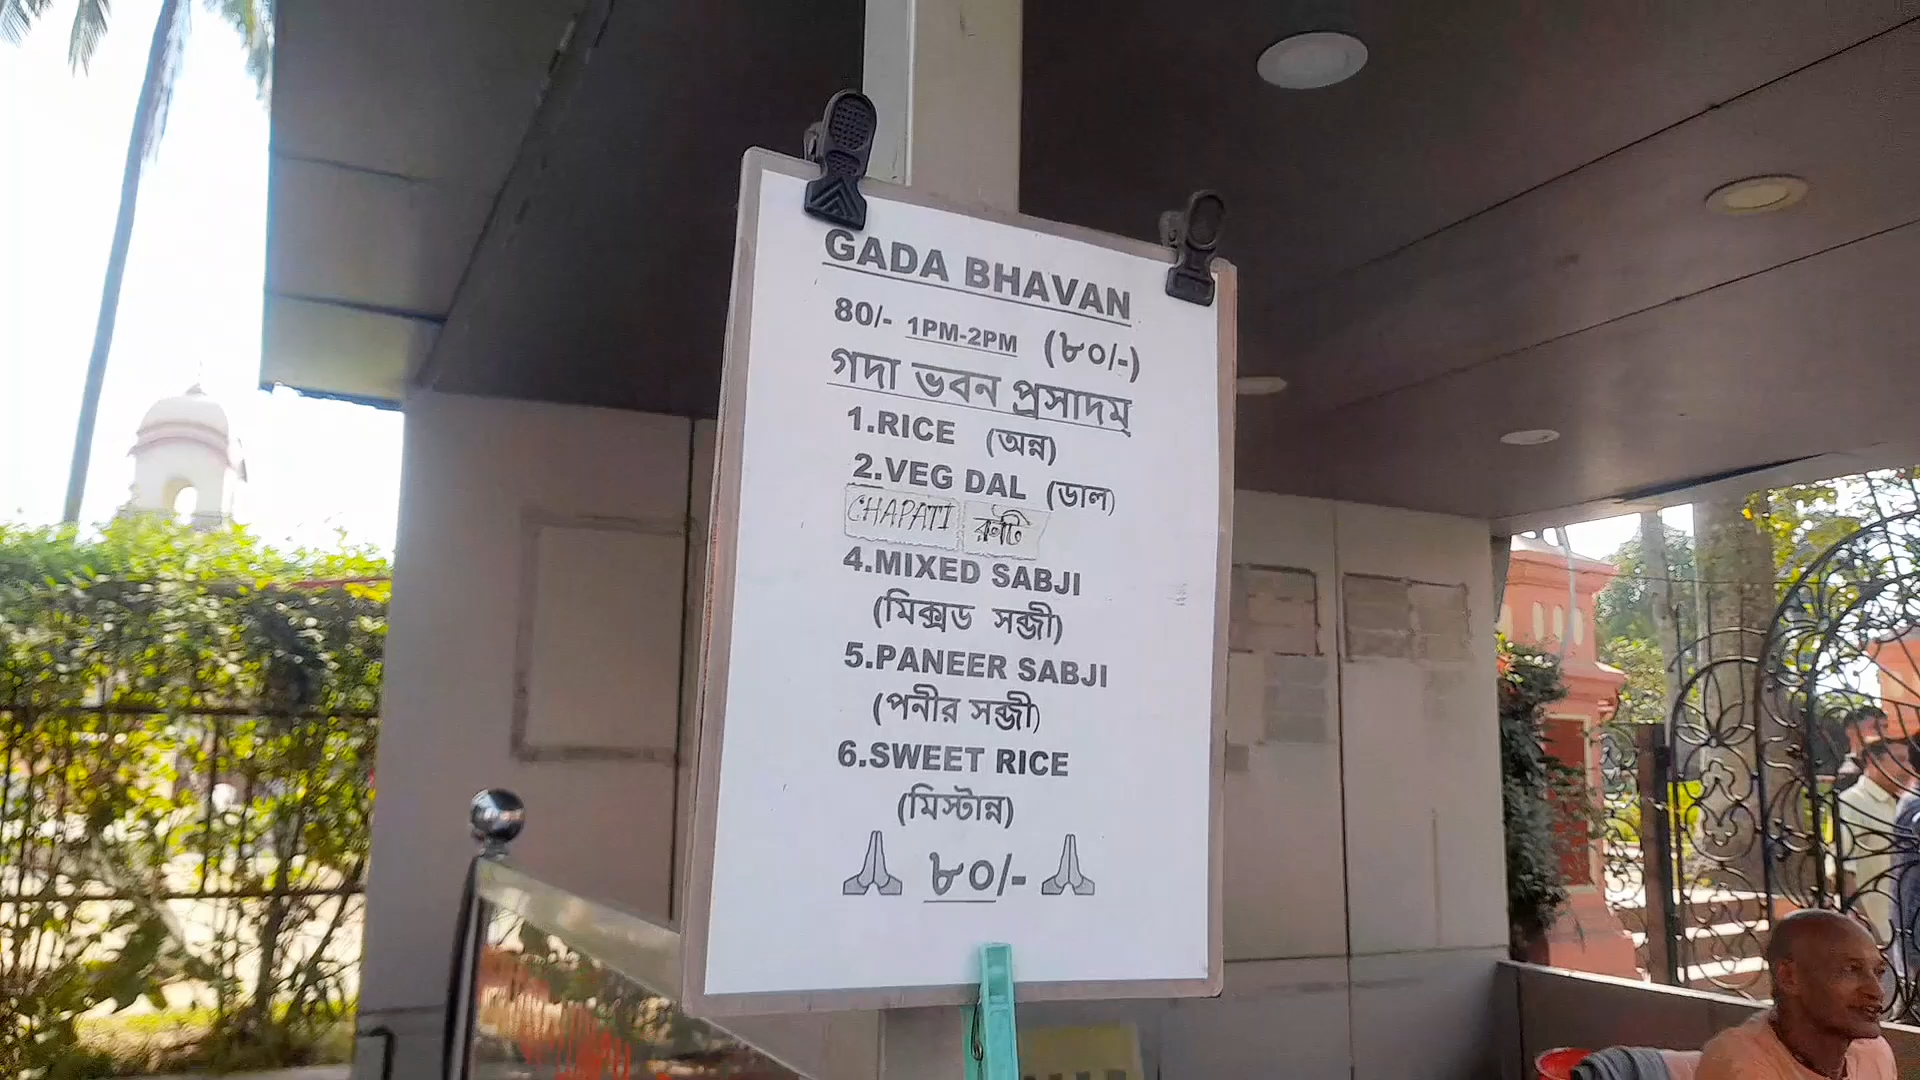 GADA BHAVAN
80/- 1PM-2PM (৮০/-)
গদা ভবন প্রসাদম্
1.RICE (অন্ন)
2.VEG DAL (ডাল)
CHAPATI রুটি
4.MIXED SABJI
(মিক্সড সব্জী)
5.PANEER SABJI
(পনীর সব্জী)
6.SWEET RICE
(মিস্টান্ন)
৮০/-